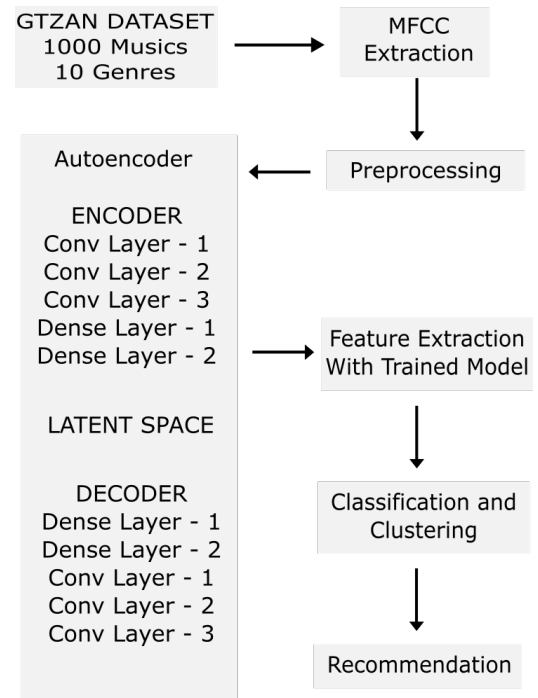 GTZAN DATASET
1000 Musics
10 Genres
MFCC
Extraction
Preprocessing
Autoencoder
ENCODER
Conv Layer - 1
Conv Layer - 2
Conv Layer - 3
Dense Layer - 1
Dense Layer - 2
LATENT SPACE
DECODER
Dense Layer - 1
Dense Layer - 2
Conv Layer - 1
Conv Layer - 2
Conv Layer - 3
Feature Extraction
With Trained Model
Classification and
Clustering
Recommendation